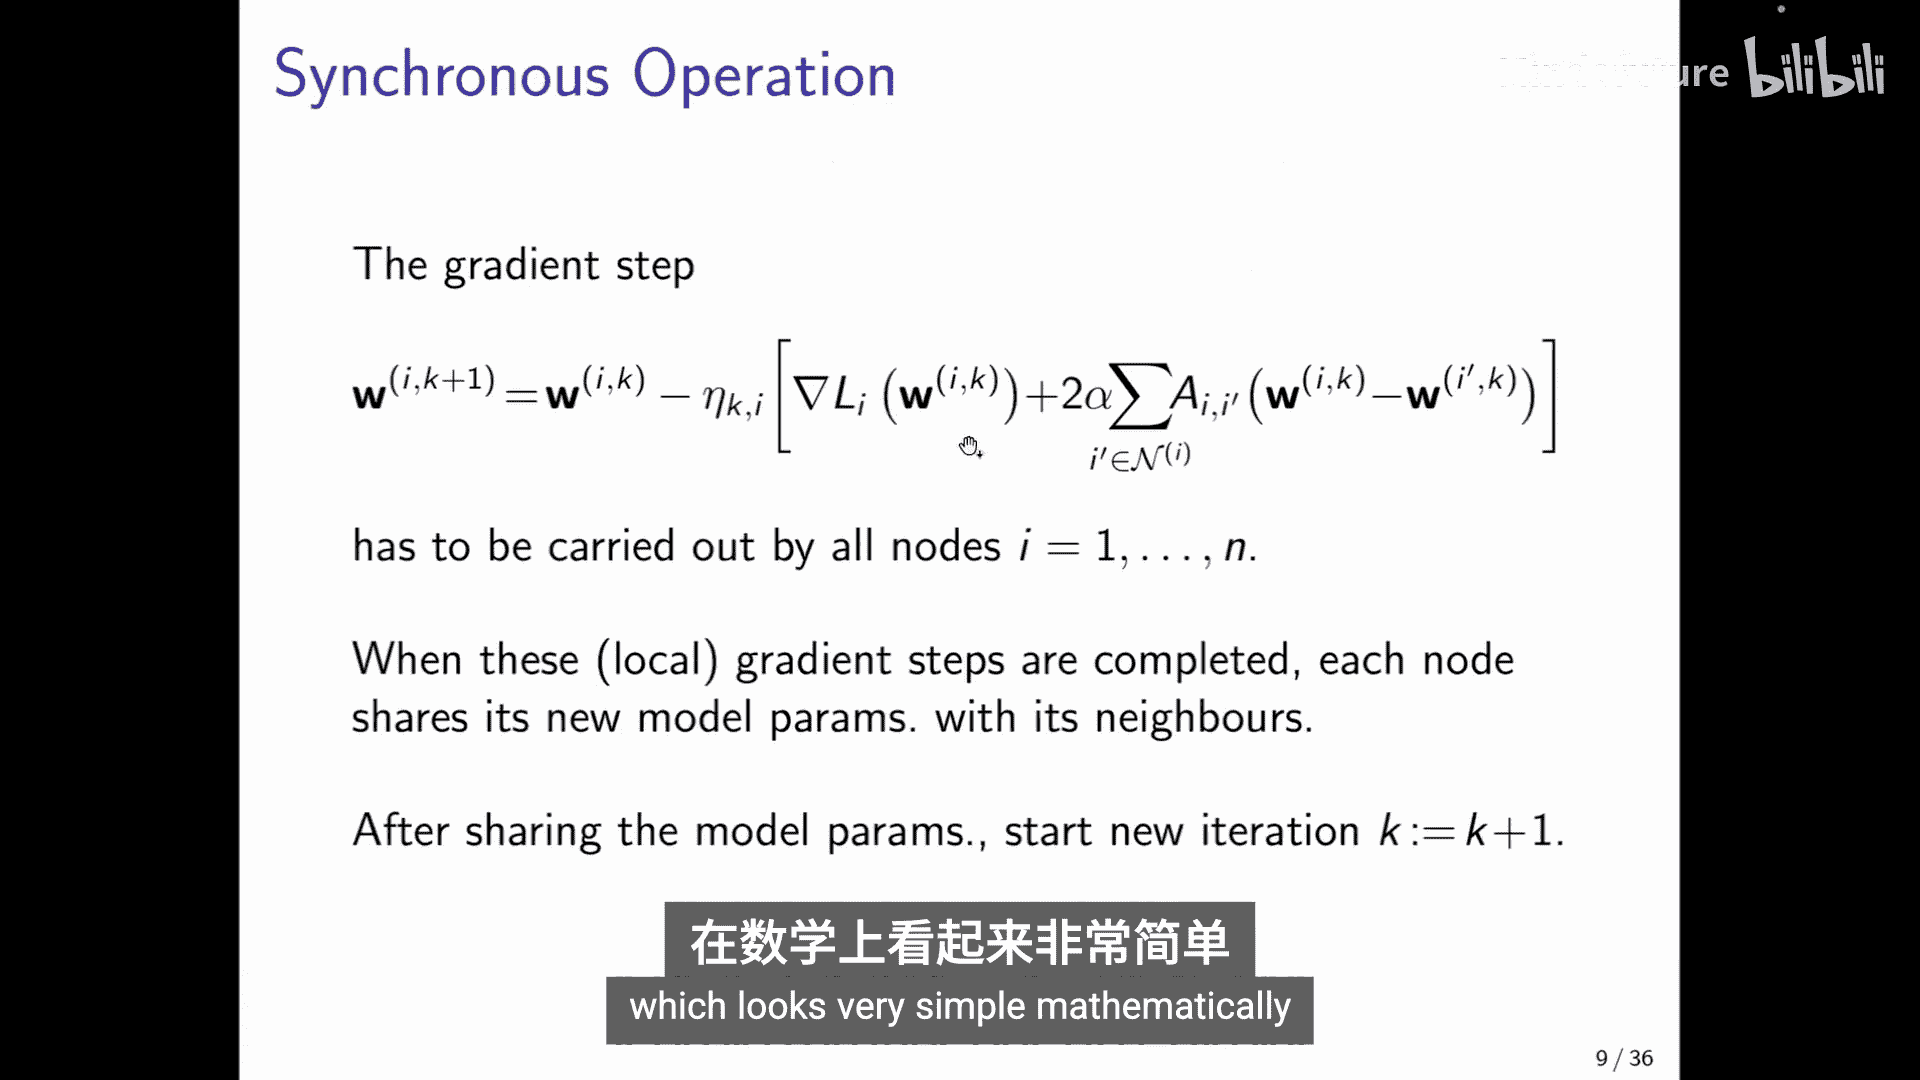 Synchronous Operation
ure bilibili
The gradient step
w^(i,k+1) = w^(i,k) − η_k,i [∇L_i (w^(i,k)) + 2α ∑_{i′∈𝒩^(i)} A_i,i′ (w^(i,k) − w^(i′,k))]
has to be carried out by all nodes i = 1, . . . , n.
When these (local) gradient steps are completed, each node
shares its new model params. with its neighbours.
After sharing the model params., start new iteration k := k+1.
在数学上看起来非常简单
which looks very simple mathematically
9 / 36